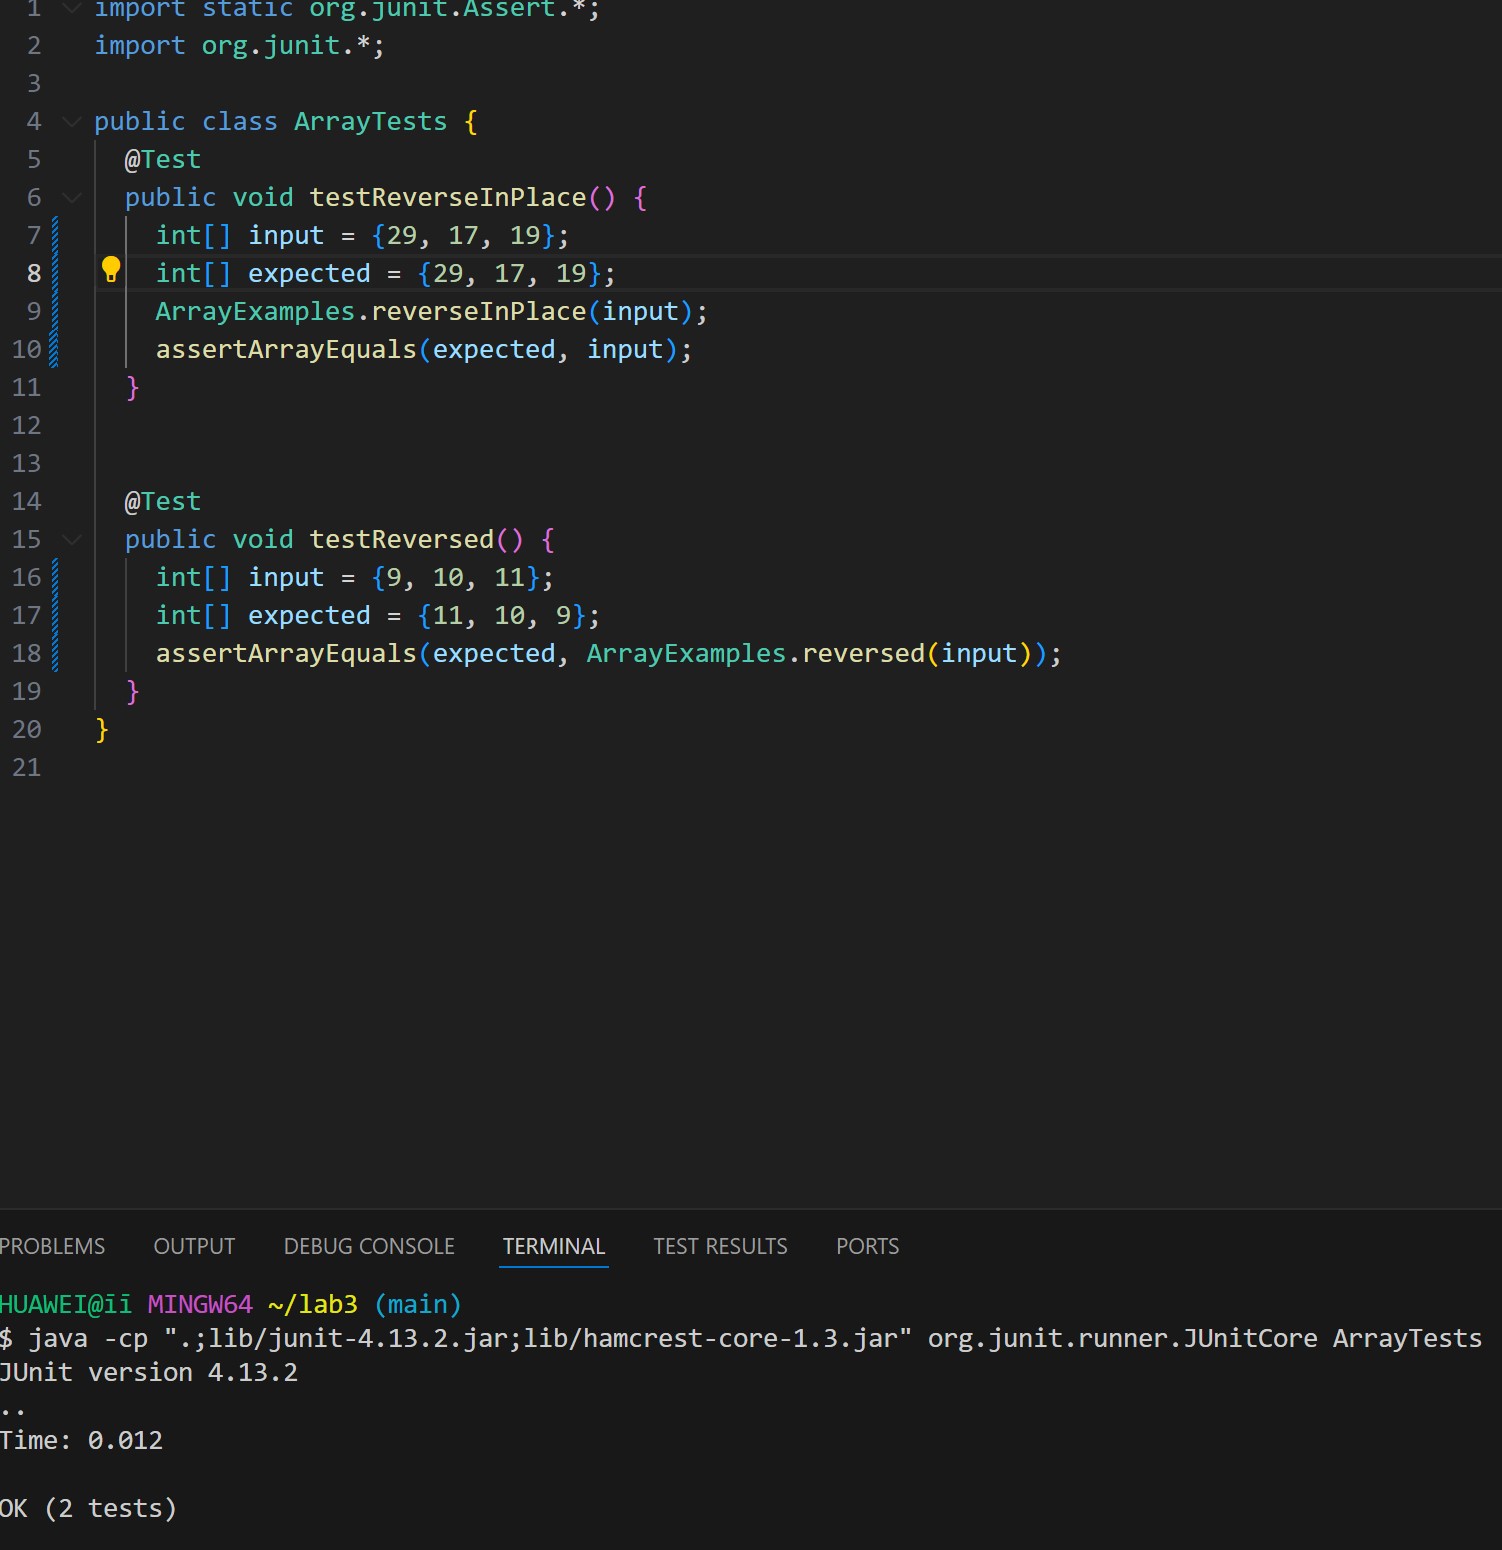 1 import static org.junit.Assert.*;
2 import org.junit.*;
3
4 public class ArrayTests {
5   @Test
6   public void testReverseInPlace() {
7     int[] input = {29, 17, 19};
8     int[] expected = {29, 17, 19};
9     ArrayExamples.reverseInPlace(input);
10     assertArrayEquals(expected, input);
11   }
12
13
14   @Test
15   public void testReversed() {
16     int[] input = {9, 10, 11};
17     int[] expected = {11, 10, 9};
18     assertArrayEquals(expected, ArrayExamples.reversed(input));
19   }
20 }
21
PROBLEMS OUTPUT DEBUG CONSOLE TERMINAL TEST RESULTS PORTS
HUAWEI@īī MINGW64 ~/lab3 (main)
$ java -cp ".;lib/junit-4.13.2.jar;lib/hamcrest-core-1.3.jar" org.junit.runner.JUnitCore ArrayTests
JUnit version 4.13.2
..
Time: 0.012
OK (2 tests)